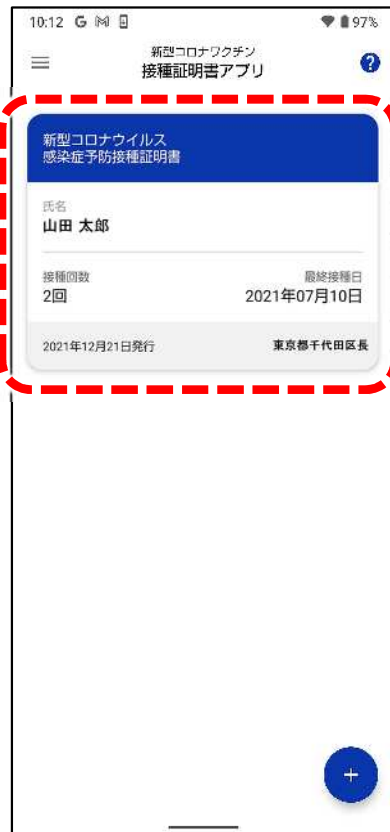 10:12 G 97%
新型コロナワクチン
接種証明書アプリ
?
新型コロナウイルス
感染症予防接種証明書
氏名
山田 太郎
接種回数 最終接種日
2回 2021年07月10日
2021年12月21日発行 東京都千代田区長
+